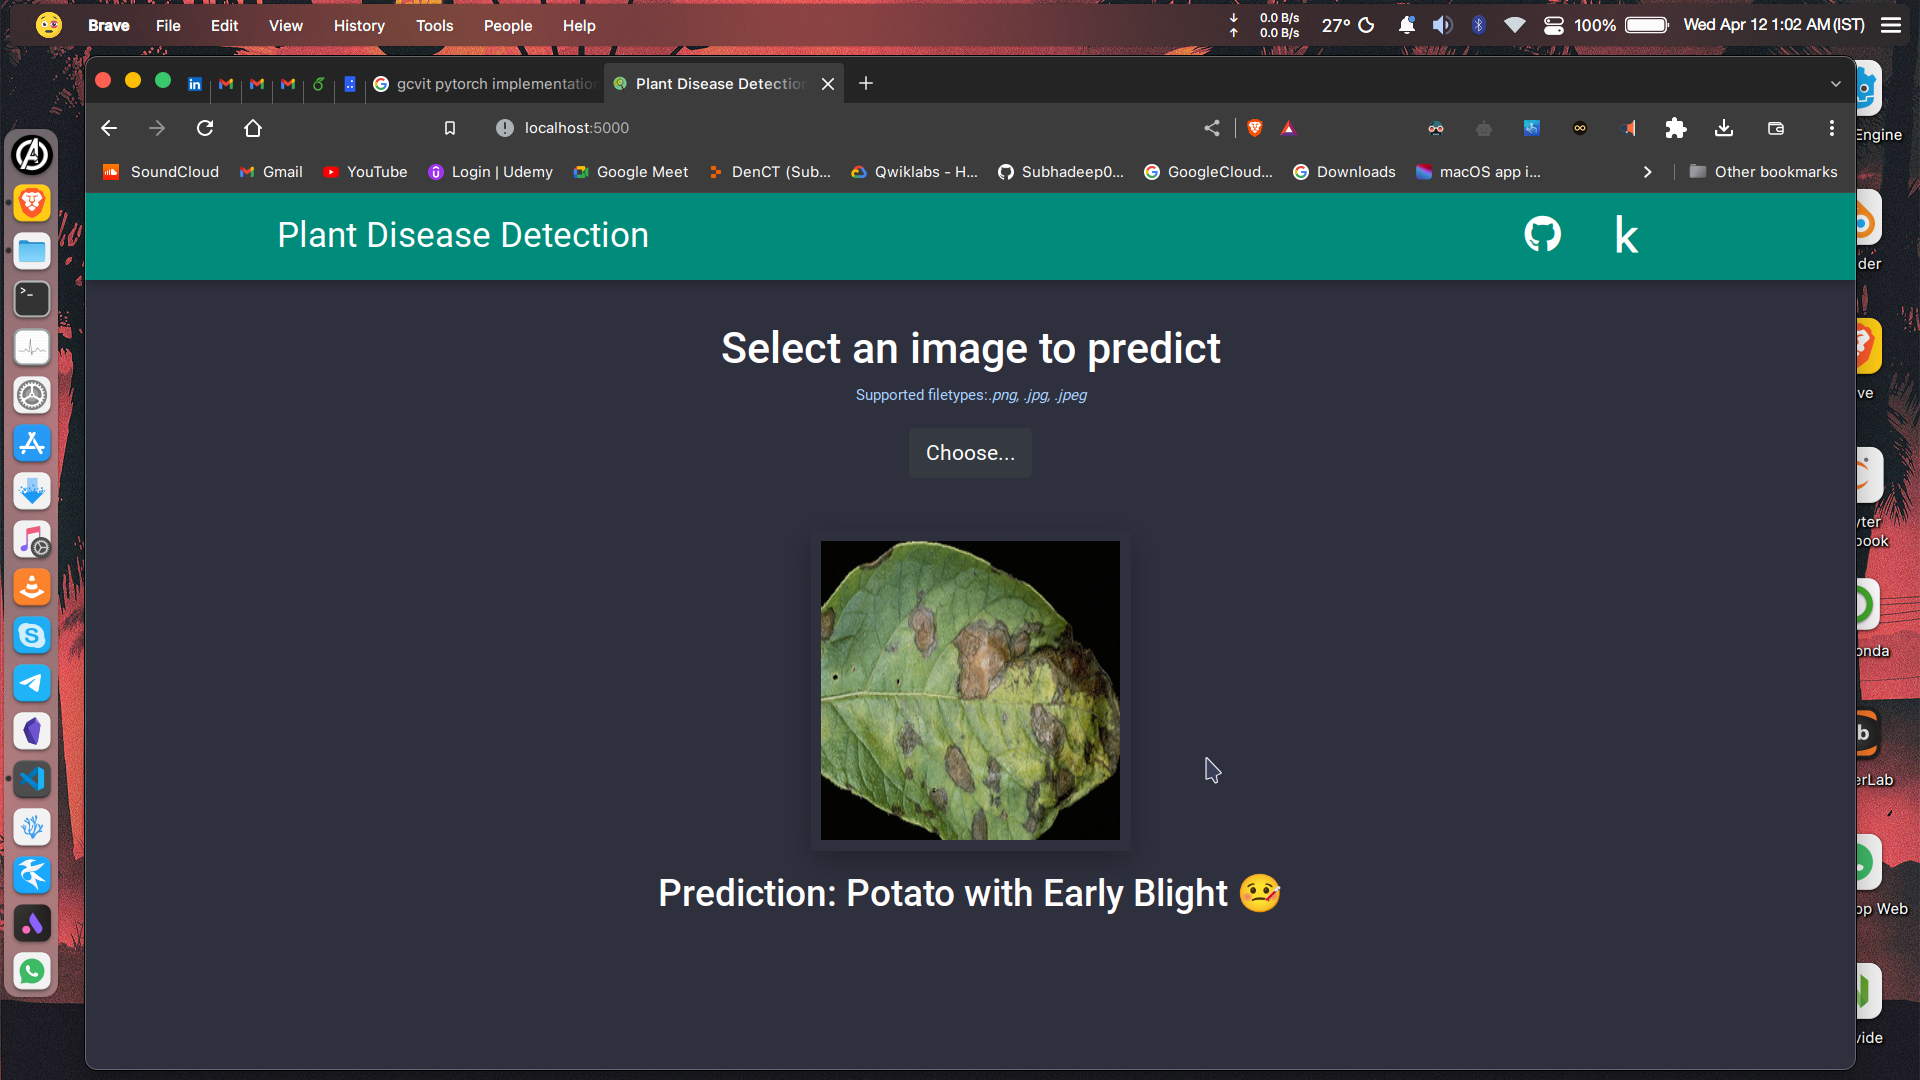 Brave File Edit View History Tools People Help
0.0 B/s
0.0 B/s
27° 100% Wed Apr 12 1:02 AM (IST)
gcvit pytorch implementation Plant Disease Detection
localhost:5000
SoundCloud Gmail YouTube Login | Udemy Google Meet DenCT (Sub... Qwiklabs - H... Subhadeep0... GoogleCloud... Downloads macOS app i... Other bookmarks
Plant Disease Detection k
Select an image to predict
Supported filetypes:.png, .jpg, .jpeg
Choose...
Prediction: Potato with Early Blight
Engine
der
ve
yter
book
onda
b
erLab
pp Web
vide